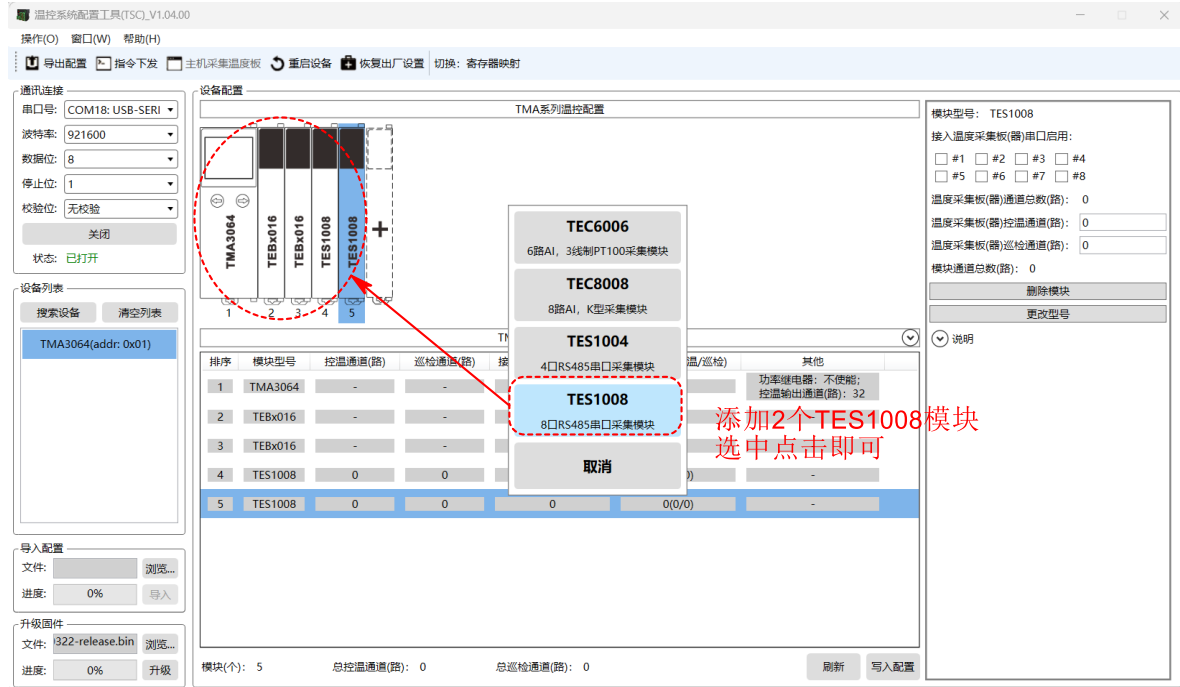 温控系统配置工具(TSC)_V1.04.00
操作(O) 窗口(W) 帮助(H)
导出配置 指令下发 主机采集温度板 重启设备 恢复出厂设置 切换：寄存器映射
通讯连接
串口号: COM18: USB-SERI
波特率: 921600
数据位: 8
停止位: 1
校验位: 无校验
关闭
状态: 已打开
设备列表
搜索设备 清空列表
TMA3064(addr: 0x01)
导入配置
文件: 浏览...
进度: 0% 导入
升级固件
文件: 322-release.bin 浏览...
进度: 0% 升级
设备配置
TMA系列温控配置
TMA3064 TEBx016 TEBx016 TES1008 TES1008 +
1 2 3 4 5
TEC6006
6路AI，3线制PT100采集模块
TEC8008
8路AI，K型采集模块
TES1004
4口RS485串口采集模块
TES1008
8口RS485串口采集模块
取消
添加2个TES1008模块
选中点击即可
排序 模块型号 控温通道(路) 巡检通道(路) 温/巡检) 其他
1 TMA3064 - - 功率继电器：不使能;
控温输出通道(路)：32
2 TEBx016 - - -
3 TEBx016 - - -
4 TES1008 0 0 -
5 TES1008 0 0 0 0(0/0) -
模块(个)： 5 总控温通道(路)： 0 总巡检通道(路)： 0 刷新 写入配置
模块型号： TES1008
接入温度采集板(器)串口启用:
#1 #2 #3 #4
#5 #6 #7 #8
温度采集板(器)通道总数(路)： 0
温度采集板(器)控温通道(路)： 0
温度采集板(器)巡检通道(路)： 0
模块通道总数(路)： 0
删除模块
更改型号
说明